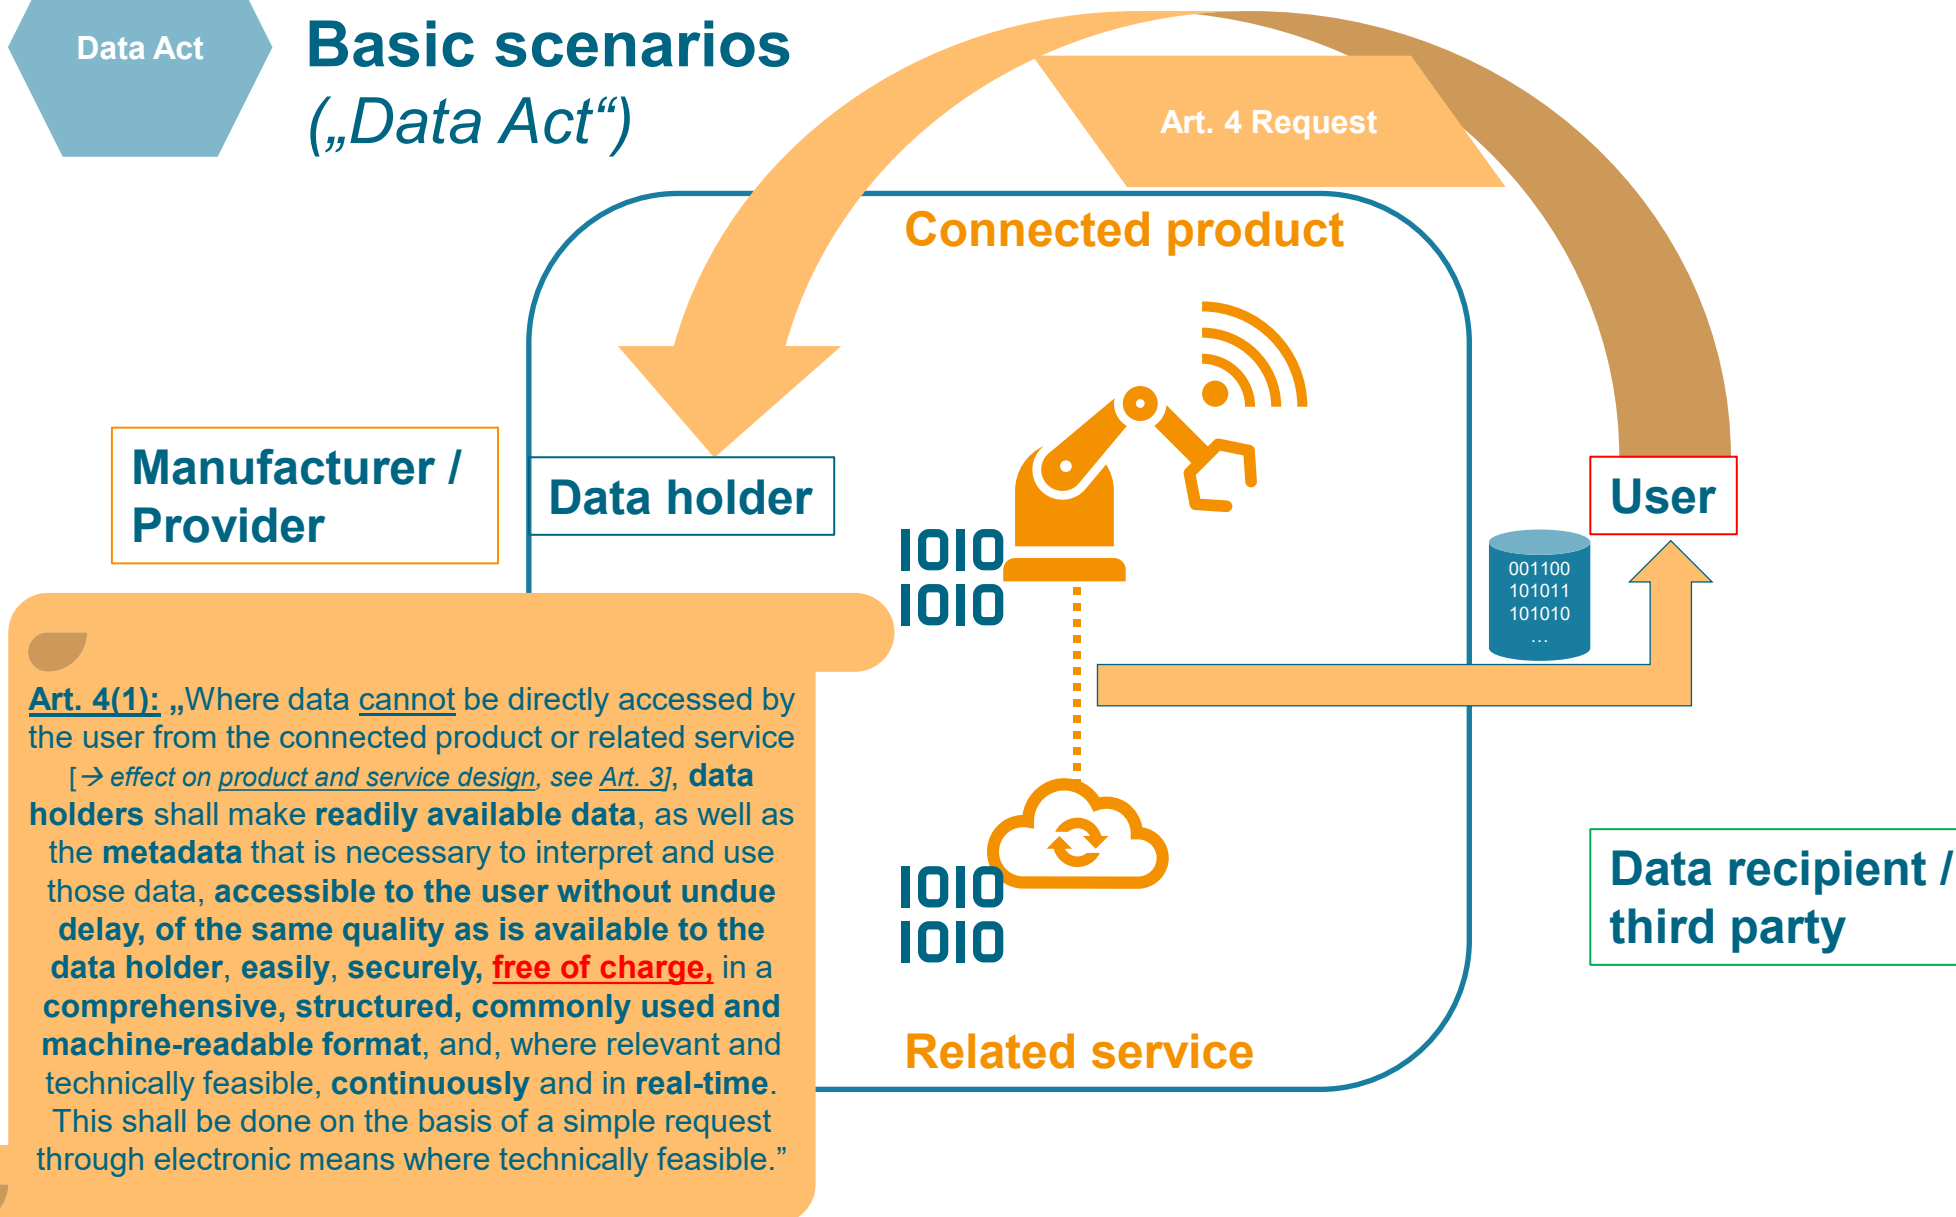 Data Act
Basic scenarios
(„Data Act“)
Art. 4 Request
Connected product
Manufacturer /
Provider
Data holder
User
IOIO
IOIO
001100
101011
101010
...
Art. 4(1): „Where data cannot be directly accessed by
the user from the connected product or related service
[→ effect on product and service design, see Art. 3], data
holders shall make readily available data, as well as
the metadata that is necessary to interpret and use
those data, accessible to the user without undue
delay, of the same quality as is available to the
data holder, easily, securely, free of charge, in a
comprehensive, structured, commonly used and
machine-readable format, and, where relevant and
technically feasible, continuously and in real-time.
This shall be done on the basis of a simple request
through electronic means where technically feasible.”
IOIO
IOIO
Data recipient /
third party
Related service